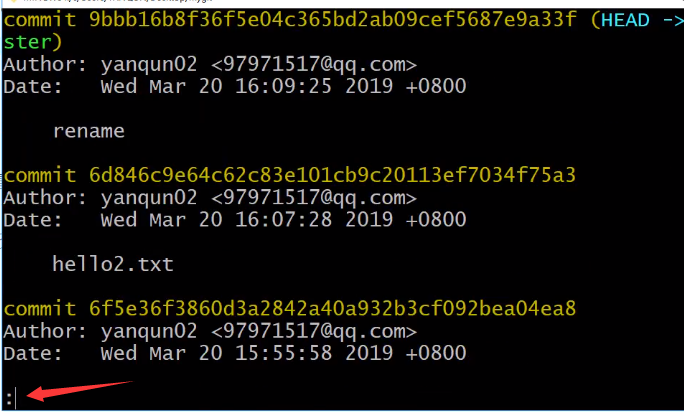 commit 9bbb16b8f36f5e04c365bd2ab09cef5687e9a33f (HEAD ->
ster)
Author: yanqun02 <97971517@qq.com>
Date:   Wed Mar 20 16:09:25 2019 +0800
rename
commit 6d846c9e64c62c83e101cb9c20113ef7034f75a3
Author: yanqun02 <97971517@qq.com>
Date:   Wed Mar 20 16:07:28 2019 +0800
hello2.txt
commit 6f5e36f3860d3a2842a40a932b3cf092bea04ea8
Author: yanqun02 <97971517@qq.com>
Date:   Wed Mar 20 15:55:58 2019 +0800
: